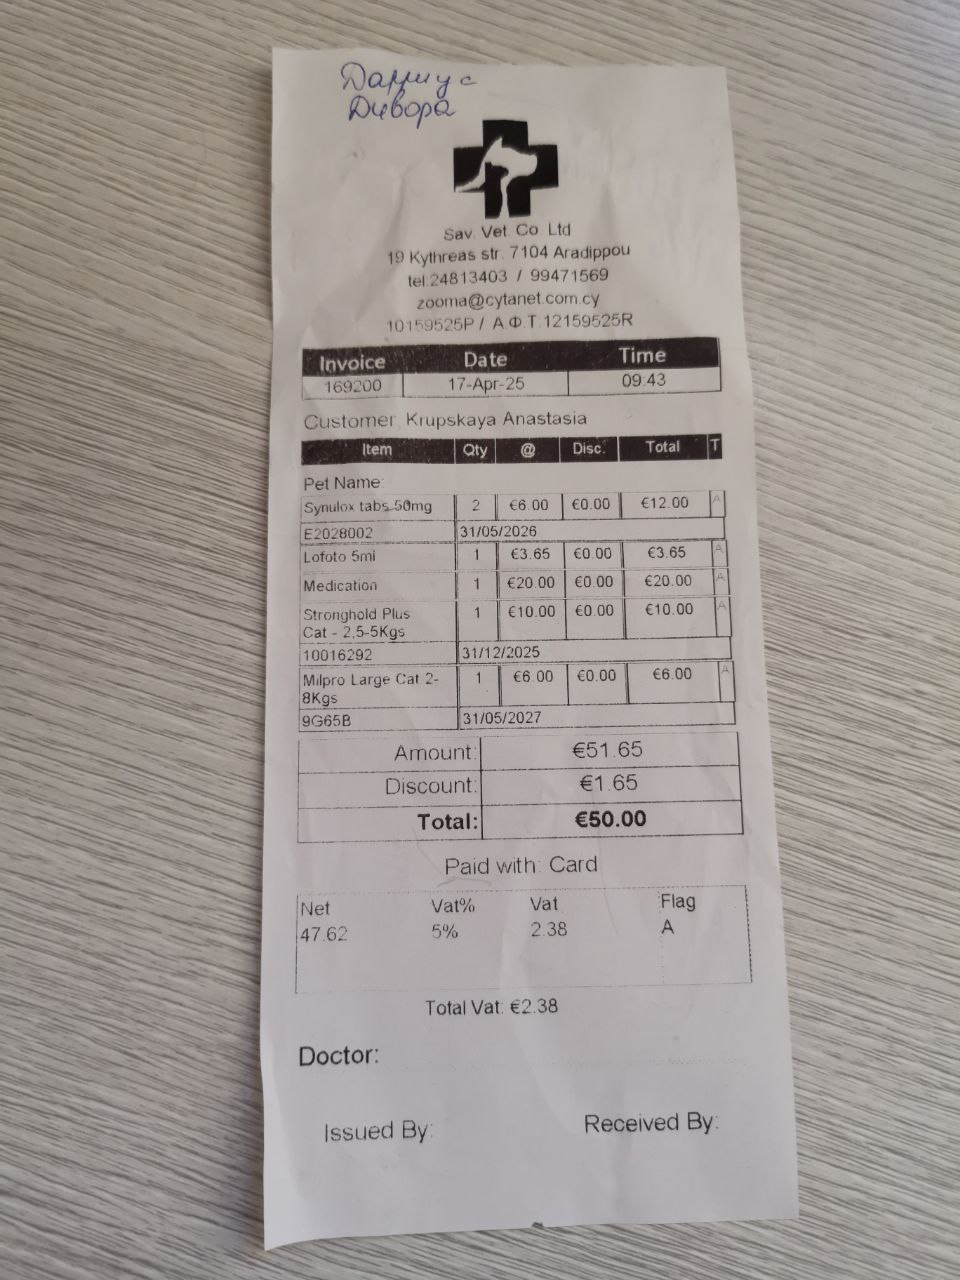 Дарриус
Дивора
Sav. Vet. Co. Ltd
19 Kythreas str. 7104 Aradippou
tel:24813403 / 99471569
zooma@cytanet.com.cy
10159525P / Α.Φ.Τ.12159525R
Invoice Date Time
169200 17-Apr-25 09:43
Customer: Krupskaya Anastasia
Item Qty @ Disc. Total T
Pet Name:
Synulox tabs 50mg 2 €6.00 €0.00 €12.00 A
E2028002 31/05/2026
Lofoto 5ml 1 €3.65 €0.00 €3.65 A
Medication 1 €20.00 €0.00 €20.00 A
Stronghold Plus 1 €10.00 €0.00 €10.00 A
Cat - 2,5-5Kgs
10016292 31/12/2025
Milpro Large Cat 2- 1 €6.00 €0.00 €6.00 A
8Kgs
9G65B 31/05/2027
Amount: €51.65
Discount: €1.65
Total: €50.00
Paid with: Card
Net Vat% Vat Flag
47.62 5% 2.38 A
Total Vat: €2.38
Doctor:
Issued By: Received By: